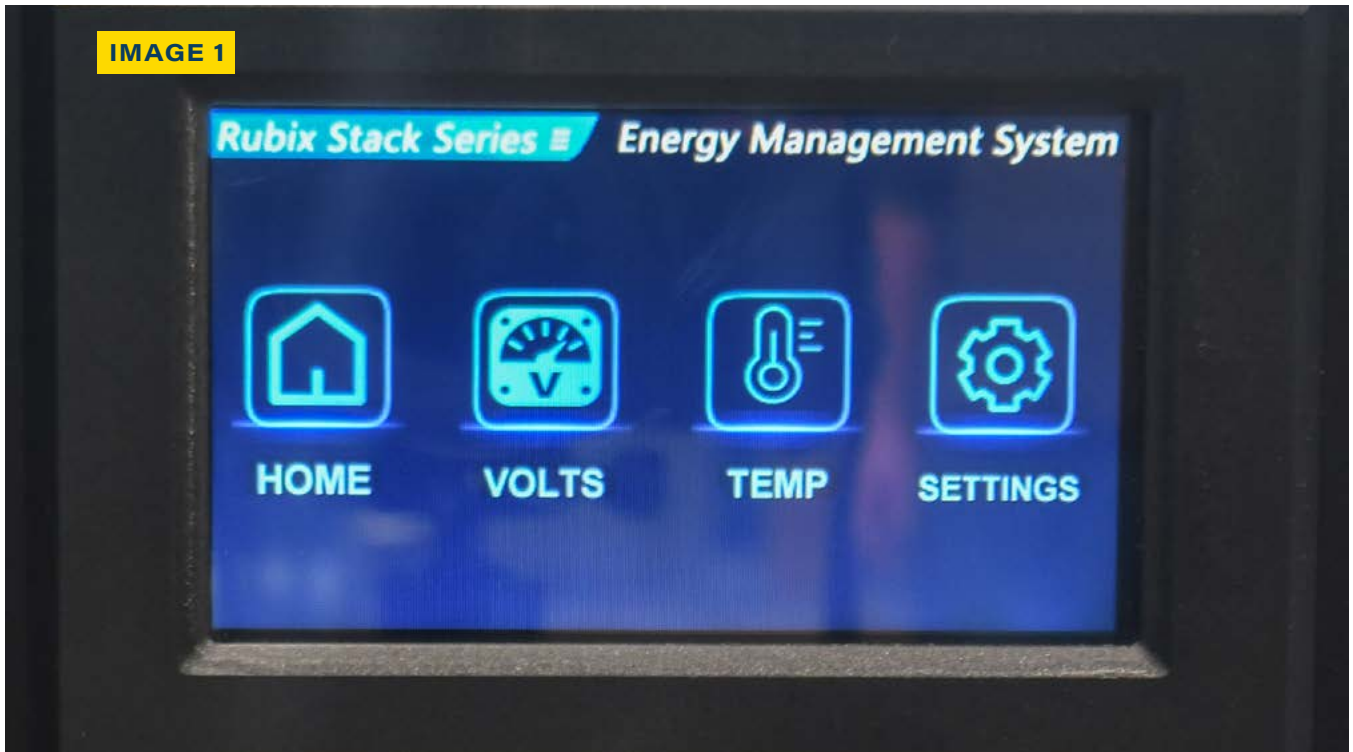 IMAGE 1
Rubix Stack Series Energy Management System
V
HOME VOLTS TEMP SETTINGS